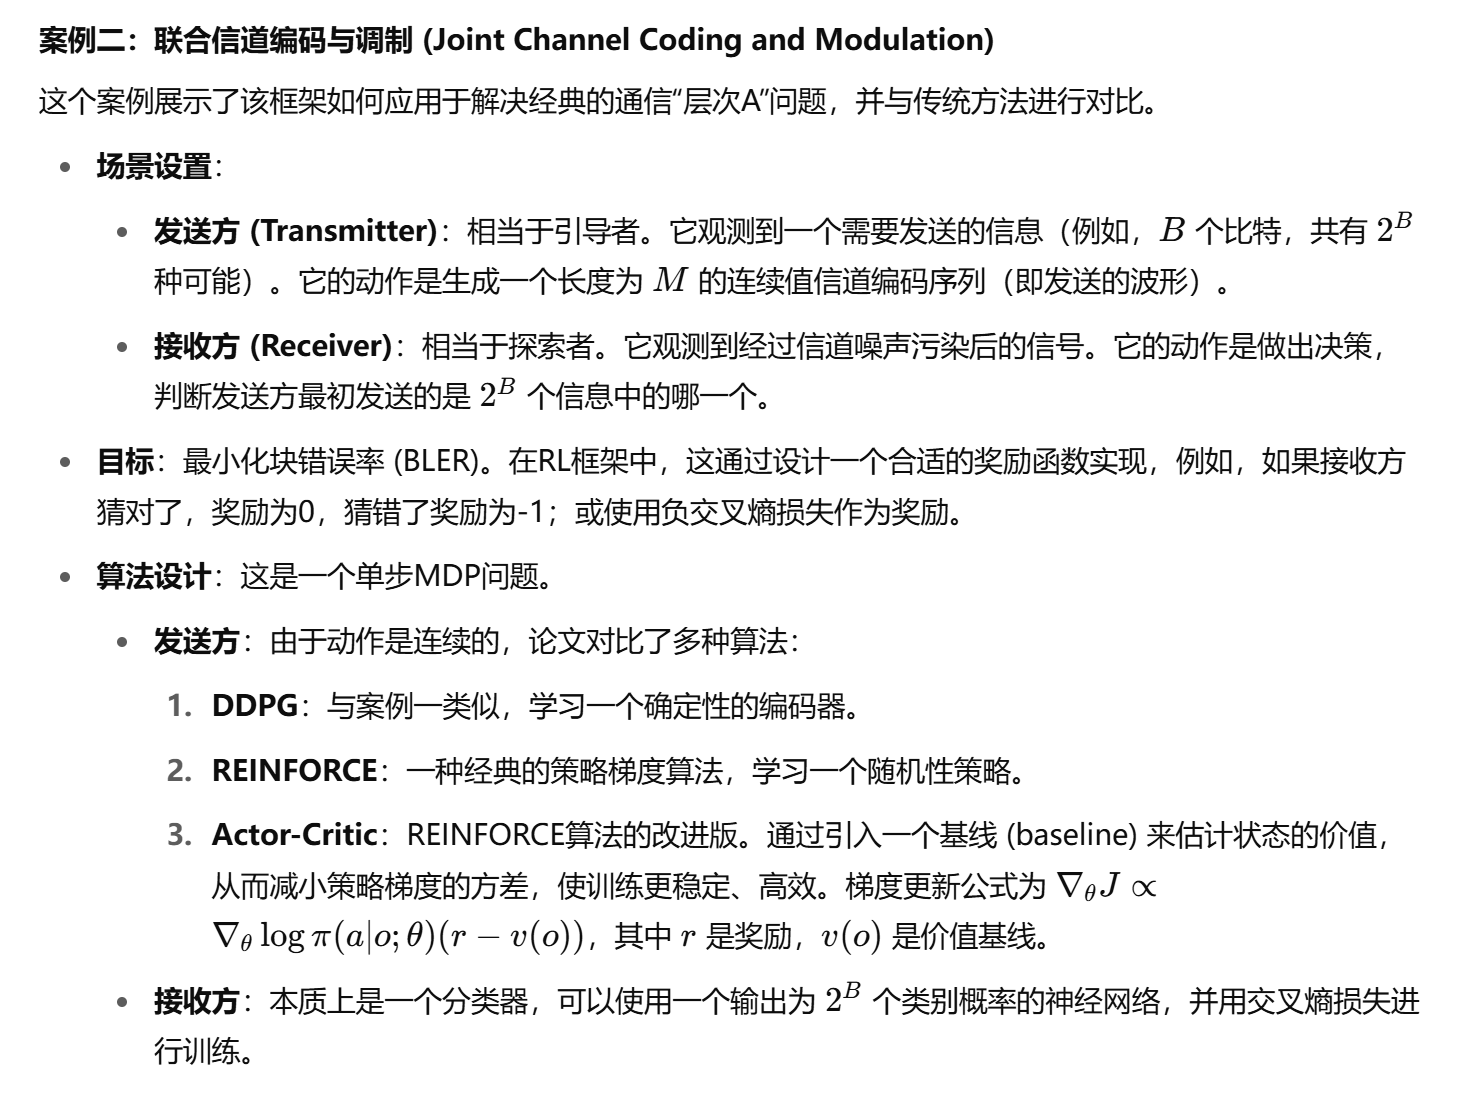 案例二：联合信道编码与调制 (Joint Channel Coding and Modulation)
这个案例展示了该框架如何应用于解决经典的通信“层次A”问题，并与传统方法进行对比。
• 场景设置：
• 发送方 (Transmitter)：相当于引导者。它观测到一个需要发送的信息（例如，B 个比特，共有 2^B
种可能）。它的动作是生成一个长度为 M 的连续值信道编码序列（即发送的波形）。
• 接收方 (Receiver)：相当于探索者。它观测到经过信道噪声污染后的信号。它的动作是做出决策，
判断发送方最初发送的是 2^B 个信息中的哪一个。
• 目标：最小化块错误率 (BLER)。在RL框架中，这通过设计一个合适的奖励函数实现，例如，如果接收方
猜对了，奖励为0，猜错了奖励为-1；或使用负交叉熵损失作为奖励。
• 算法设计：这是一个单步MDP问题。
• 发送方：由于动作是连续的，论文对比了多种算法：
1. DDPG：与案例一类似，学习一个确定性的编码器。
2. REINFORCE：一种经典的策略梯度算法，学习一个随机性策略。
3. Actor-Critic：REINFORCE算法的改进版。通过引入一个基线 (baseline) 来估计状态的价值，
从而减小策略梯度的方差，使训练更稳定、高效。梯度更新公式为 ∇_θ J ∝
∇_θ log π(a|o; θ)(r − v(o))，其中 r 是奖励，v(o) 是价值基线。
• 接收方：本质上是一个分类器，可以使用一个输出为 2^B 个类别概率的神经网络，并用交叉熵损失进
行训练。